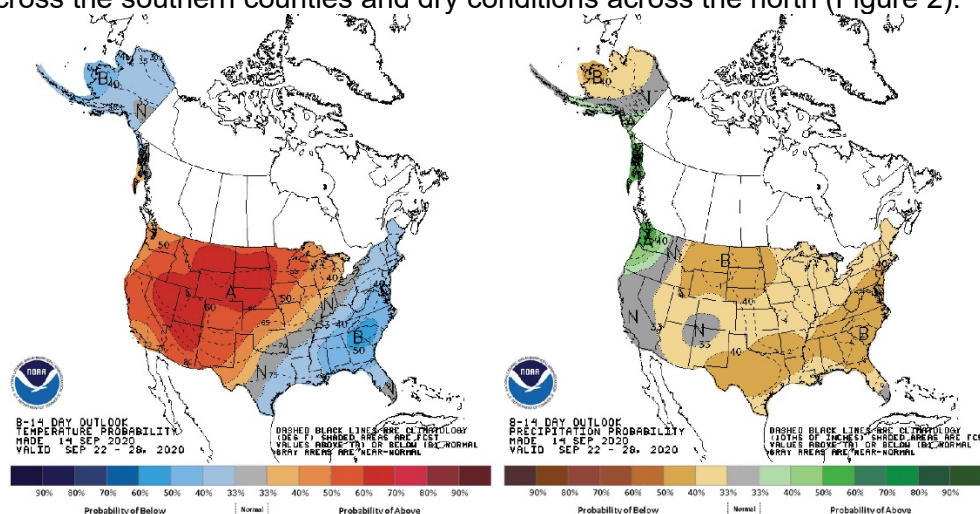 cross the southern counties and dry conditions across the north (Figure 2).
B
40
35
N
50
A
60
50
40
N
33
40
B
50
N
N
NOAA
8-14 DAY OUTLOOK
TEMPERATURE PROBABILITY
MADE 14 SEP 2020
VALID SEP 22 - 28, 2020
DASHED BLACK LINES ARE CLIMATOLOGY
(DEG F) SHADED AREAS ARE FCST
VALUES ABOVE (A) OR BELOW (B) NORMAL
GRAY AREAS ARE NEAR-NORMAL
90% 80% 70% 60% 50% 40% 33% 33% 40% 50% 60% 70% 80% 90%
Probability of Below Normal Probability of Above
B
40
N
A
A
40
N
B
N
33
N
33
40
B
40
NOAA
8-14 DAY OUTLOOK
PRECIPITATION PROBABILITY
MADE 14 SEP 2020
VALID SEP 22 - 28, 2020
DASHED BLACK LINES ARE CLIMATOLOGY
(10THS OF INCHES) SHADED AREAS ARE FCST
VALUES ABOVE (A) OR BELOW (B) NORMAL
GRAY AREAS ARE NEAR-NORMAL
90% 80% 70% 60% 50% 40% 33% 33% 40% 50% 60% 70% 80% 90%
Probability of Below Normal Probability of Above